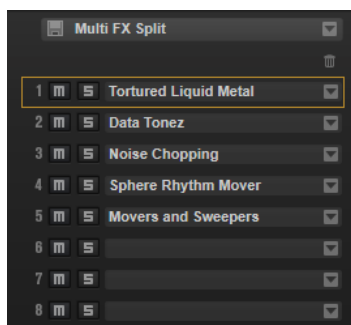 Multi FX Split
1 m S Tortured Liquid Metal
2 m S Data Tonez
3 m S Noise Chopping
4 m S Sphere Rhythm Mover
5 m S Movers and Sweepers
6 m S
7 m S
8 m S